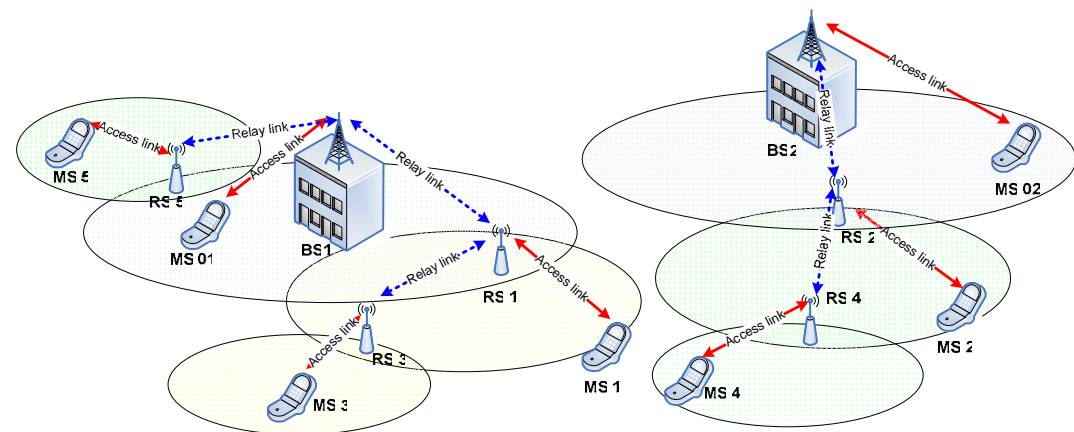 Access link
BS2
Relay link
MS 02
Access link
MS 5
Relay link
RS 5
Access link
MS 01
BS1
Relay link
RS 2
Relay link
Access link
Relay link
RS 1
Access link
RS 4
Access link
RS 3
MS 1
Access link
MS 2
MS 3
MS 4